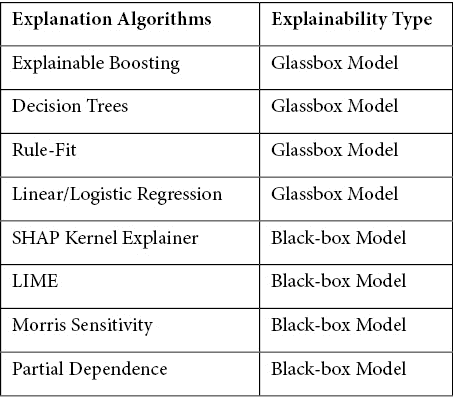 Explanation Algorithms Explainability Type
Explainable Boosting Glassbox Model
Decision Trees Glassbox Model
Rule-Fit Glassbox Model
Linear/Logistic Regression Glassbox Model
SHAP Kernel Explainer Black-box Model
LIME Black-box Model
Morris Sensitivity Black-box Model
Partial Dependence Black-box Model